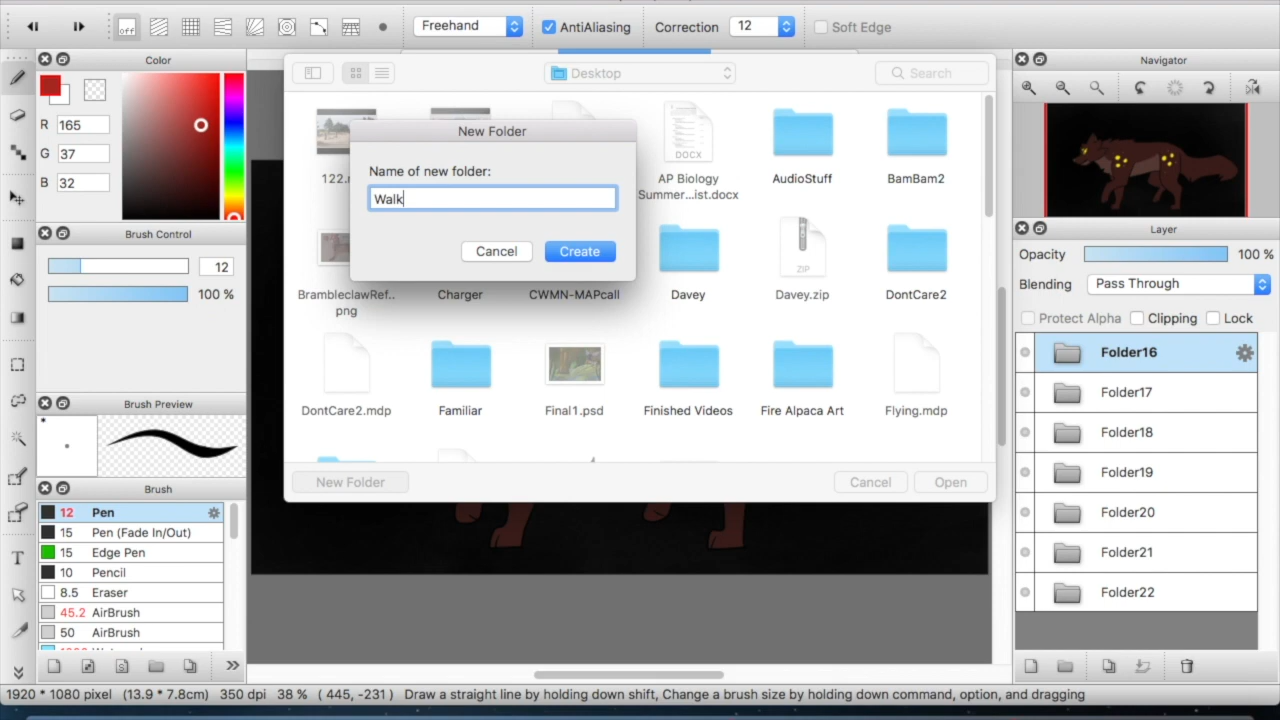 off
Freehand
AntiAliasing
Correction
12
Soft Edge
Color
R 165
G 37
B 32
Brush Control
12
100 %
Brush Preview
*
Brush
12 Pen
15 Pen (Fade In/Out)
15 Edge Pen
10 Pencil
8.5 Eraser
45.2 AirBrush
50 AirBrush
T
Desktop
Search
New Folder
Name of new folder:
Walk
Cancel
Create
DOCX
AP Biology
Summer...ist.docx
AudioStuff
BamBam2
BrambleclawRef..
png
Charger
CWMN-MAPcall
Davey
ZIP
Davey.zip
DontCare2
DontCare2.mdp
Familiar
Final1.psd
Finished Videos
Fire Alpaca Art
Flying.mdp
New Folder
Cancel
Open
Navigator
Layer
Opacity
100 %
Blending
Pass Through
Protect Alpha
Clipping
Lock
Folder16
Folder17
Folder18
Folder19
Folder20
Folder21
Folder22
1920 * 1080 pixel (13.9 * 7.8cm) 350 dpi 38 % ( 445, -231 ) Draw a straight line by holding down shift, Change a brush size by holding down command, option, and dragging